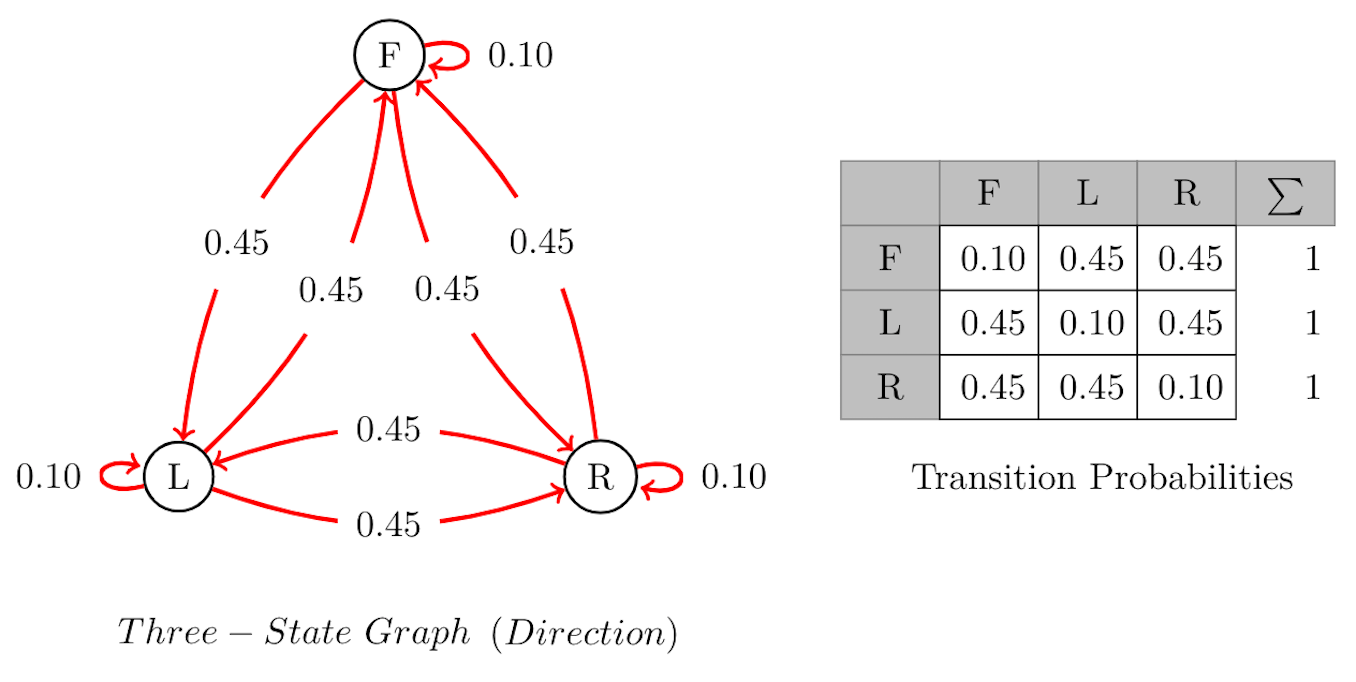 F
0.10
0.45
0.45
0.45
0.45
0.45
L
R
0.10
0.10
0.45
Three − State Graph (Direction)
F L R ∑
F 0.10 0.45 0.45 1
L 0.45 0.10 0.45 1
R 0.45 0.45 0.10 1
Transition Probabilities